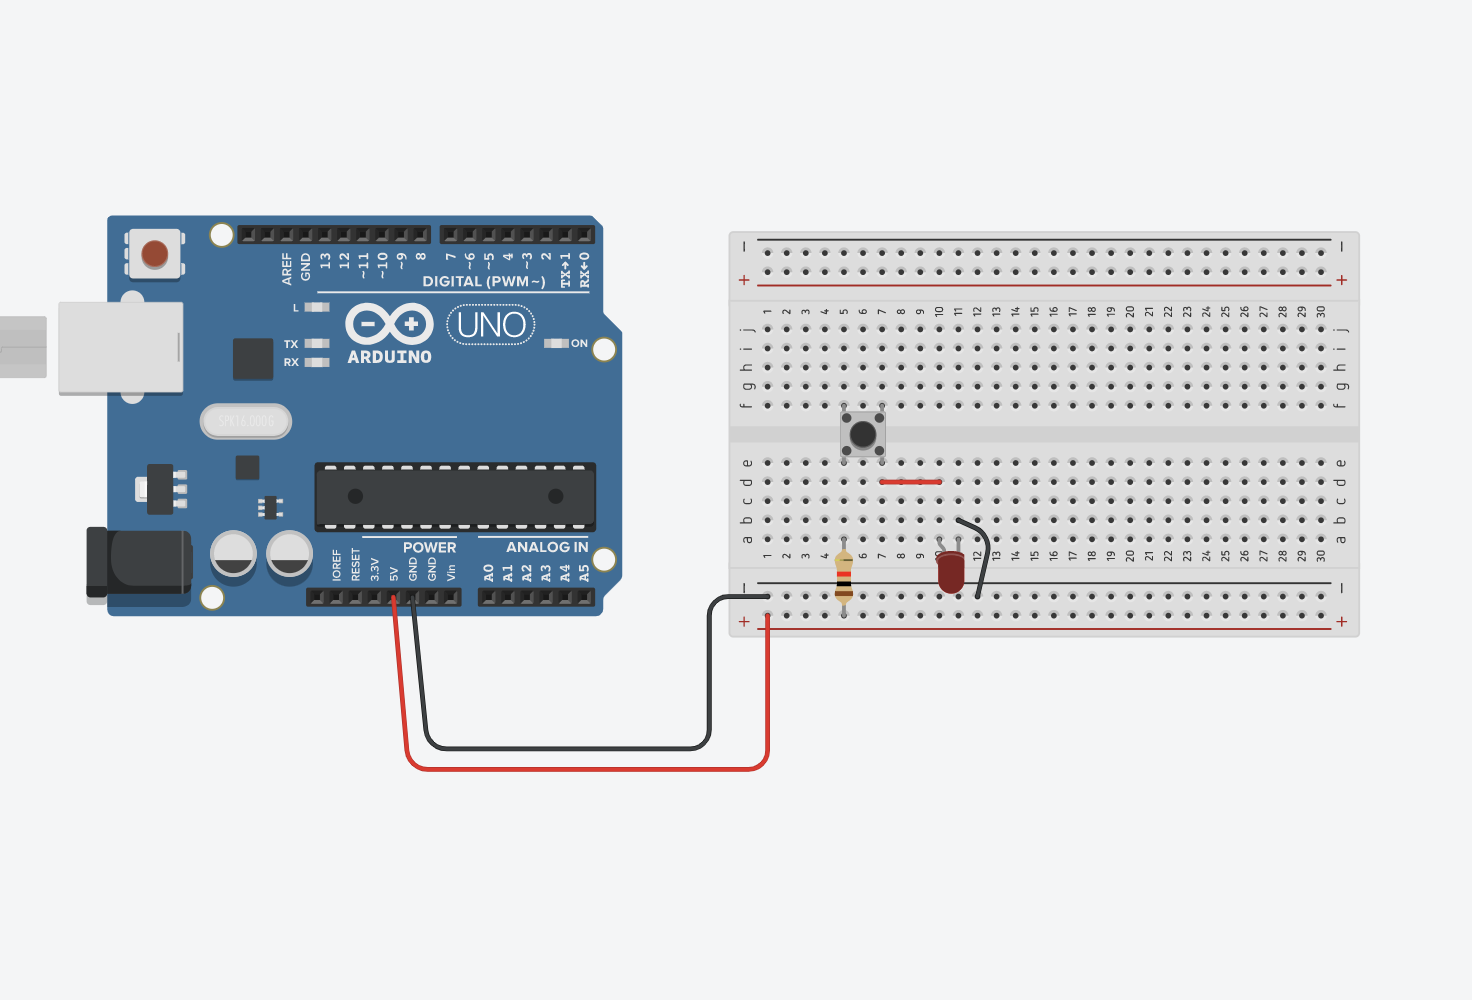 AREF GND 13 12 ~11 ~10 ~9 8 7 ~6 ~5 4 ~3 2 TX→1 RX←0
DIGITAL (PWM ~)
L
TX
RX
ARDUINO
UNO
ON
SPK16.000G
IOREF RESET 3.3V 5V GND GND Vin
POWER
ANALOG IN
A0 A1 A2 A3 A4 A5
− −
+ +
1 2 3 4 5 6 7 8 9 10 11 12 13 14 15 16 17 18 19 20 21 22 23 24 25 26 27 28 29 30
j j
i i
h h
g g
f f
e e
d d
c c
b b
a a
1 2 3 4 5 6 7 8 9 10 11 12 13 14 15 16 17 18 19 20 21 22 23 24 25 26 27 28 29 30
− −
+ +